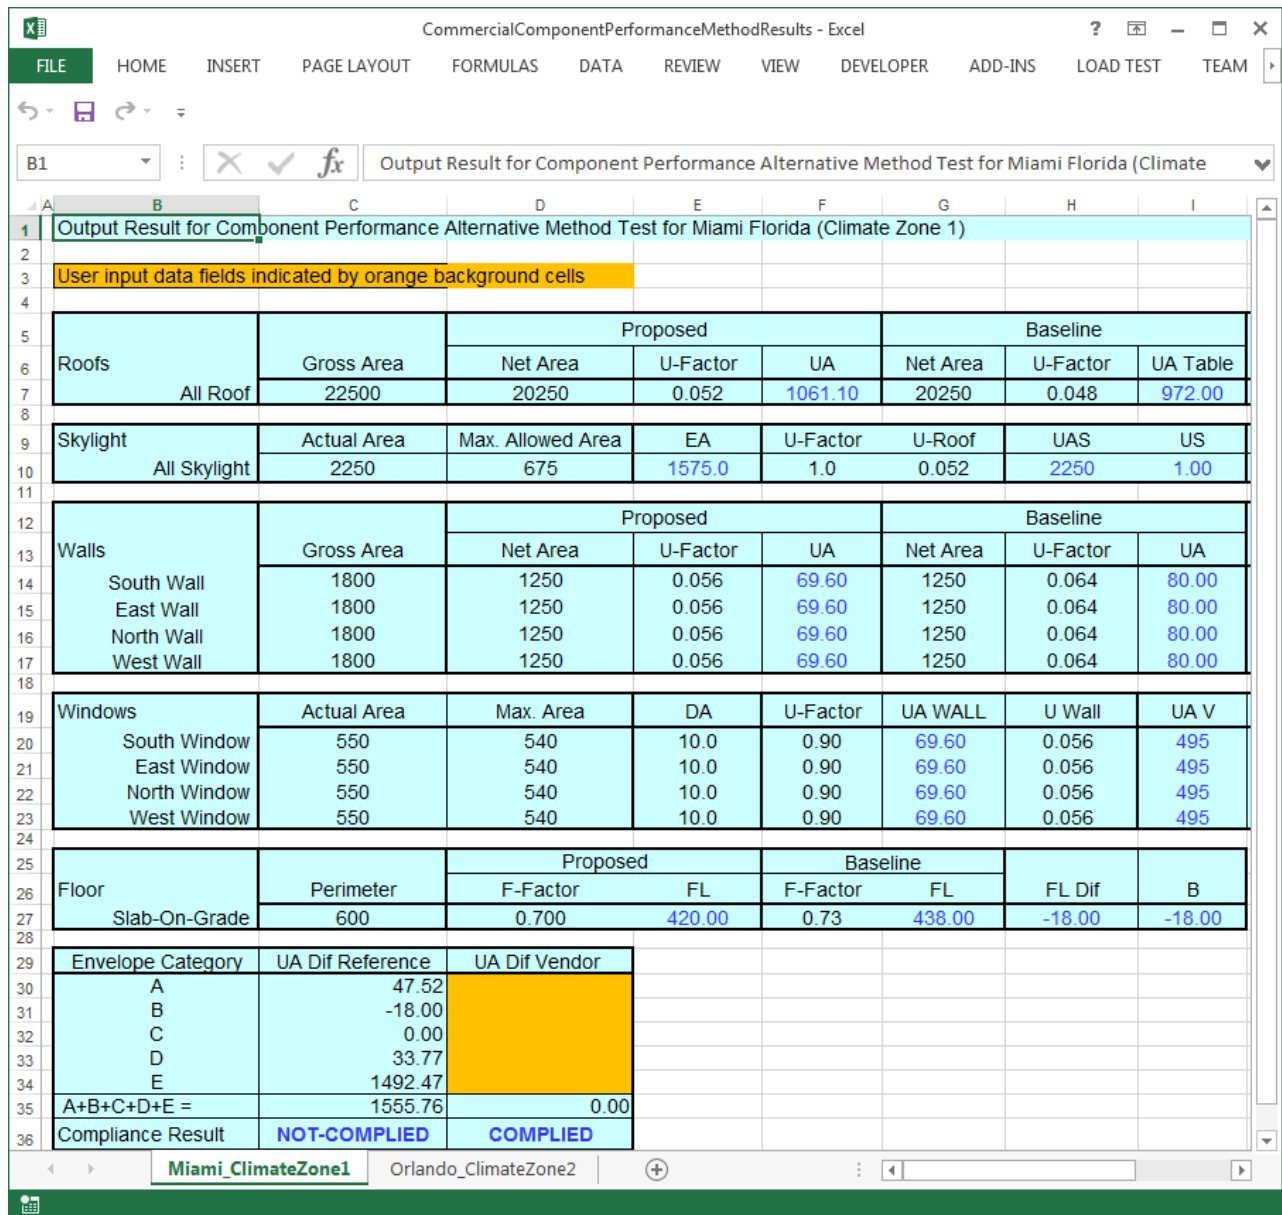 CommercialComponentPerformanceMethodResults - Excel
FILE HOME INSERT PAGE LAYOUT FORMULAS DATA REVIEW VIEW DEVELOPER ADD-INS LOAD TEST TEAM
B1 fx Output Result for Component Performance Alternative Method Test for Miami Florida (Climate
A B C D E F G H I
1 Output Result for Component Performance Alternative Method Test for Miami Florida (Climate Zone 1)
2
3 User input data fields indicated by orange background cells
4
5 Proposed Baseline
6 Roofs Gross Area Net Area U-Factor UA Net Area U-Factor UA Table
7 All Roof 22500 20250 0.052 1061.10 20250 0.048 972.00
8
9 Skylight Actual Area Max. Allowed Area EA U-Factor U-Roof UAS US
10 All Skylight 2250 675 1575.0 1.0 0.052 2250 1.00
11
12 Proposed Baseline
13 Walls Gross Area Net Area U-Factor UA Net Area U-Factor UA
14 South Wall 1800 1250 0.056 69.60 1250 0.064 80.00
15 East Wall 1800 1250 0.056 69.60 1250 0.064 80.00
16 North Wall 1800 1250 0.056 69.60 1250 0.064 80.00
17 West Wall 1800 1250 0.056 69.60 1250 0.064 80.00
18
19 Windows Actual Area Max. Area DA U-Factor UA WALL U Wall UA V
20 South Window 550 540 10.0 0.90 69.60 0.056 495
21 East Window 550 540 10.0 0.90 69.60 0.056 495
22 North Window 550 540 10.0 0.90 69.60 0.056 495
23 West Window 550 540 10.0 0.90 69.60 0.056 495
24
25 Proposed Baseline
26 Floor Perimeter F-Factor FL F-Factor FL FL Dif B
27 Slab-On-Grade 600 0.700 420.00 0.73 438.00 -18.00 -18.00
28
29 Envelope Category UA Dif Reference UA Dif Vendor
30 A 47.52
31 B -18.00
32 C 0.00
33 D 33.77
34 E 1492.47
35 A+B+C+D+E = 1555.76 0.00
36 Compliance Result NOT-COMPLIED COMPLIED
Miami_ClimateZone1 Orlando_ClimateZone2